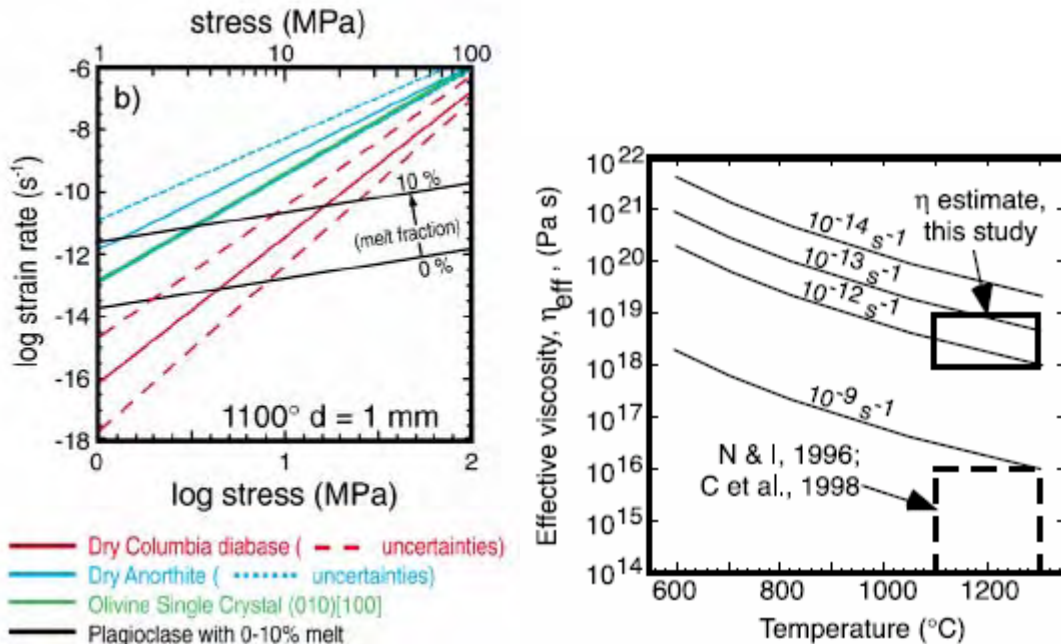 stress (MPa)
1 10 100
b)
-6
-8
-10
-12
-14
-16
-18
log strain rate (s⁻¹)
10 %
(melt fraction)
0 %
1100° d = 1 mm
0 1 2
log stress (MPa)
Dry Columbia diabase ( uncertainties)
Dry Anorthite ( uncertainties)
Olivine Single Crystal (010)[100]
Plagioclase with 0-10% melt
10²²
10²¹
10²⁰
10¹⁹
10¹⁸
10¹⁷
10¹⁶
10¹⁵
10¹⁴
Effective viscosity, ηeff, (Pa s)
η estimate,
this study
10⁻¹⁴ s⁻¹
10⁻¹³ s⁻¹
10⁻¹² s⁻¹
10⁻⁹ s⁻¹
N & I, 1996;
C et al., 1998
600 800 1000 1200
Temperature (°C)